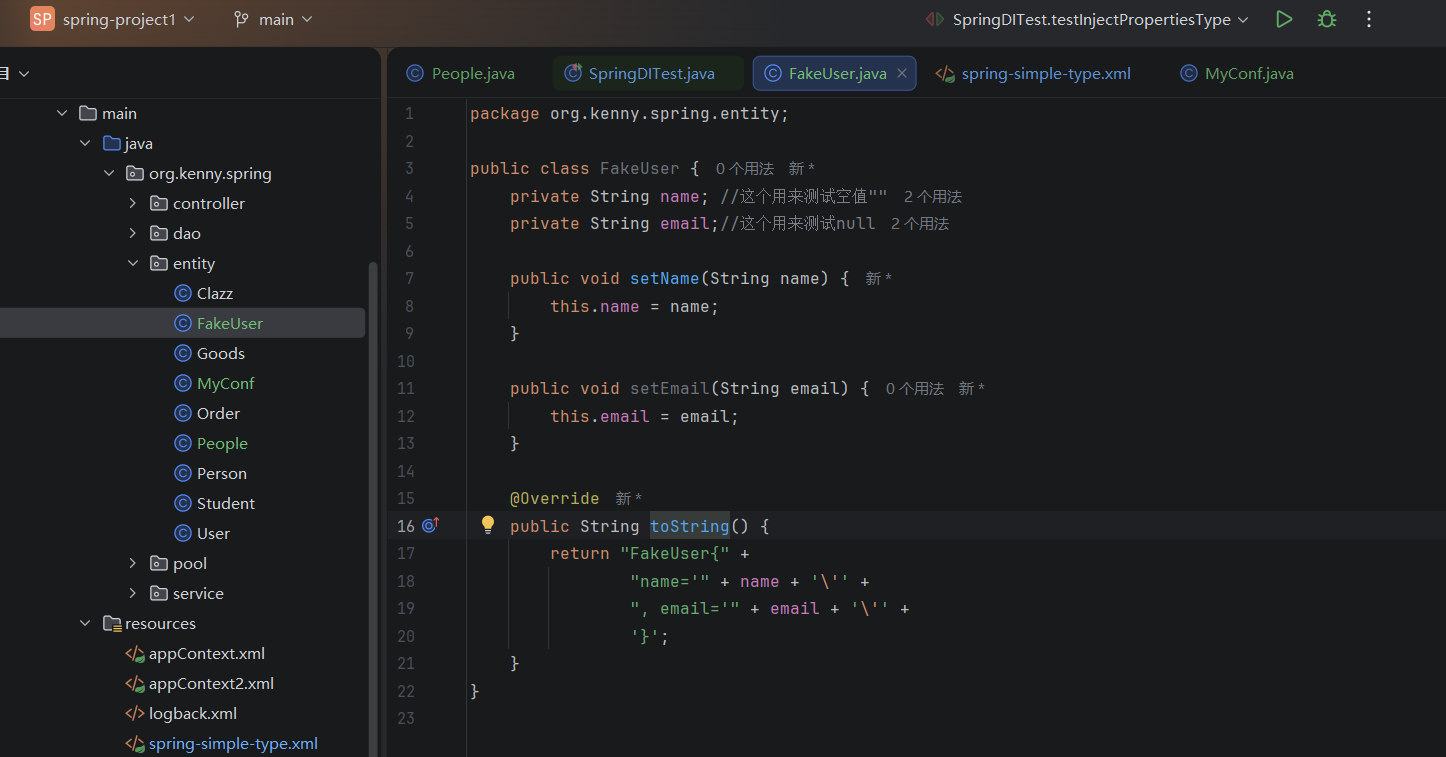 SP spring-project1 main SpringDITest.testInjectPropertiesType
目
People.java SpringDITest.java FakeUser.java spring-simple-type.xml MyConf.java
main
java
org.kenny.spring
controller
dao
entity
Clazz
FakeUser
Goods
MyConf
Order
People
Person
Student
User
pool
service
resources
appContext.xml
appContext2.xml
logback.xml
spring-simple-type.xml
1 package org.kenny.spring.entity;
2
3 public class FakeUser { 0 个用法 新 *
4 private String name; //这个用来测试空值"" 2 个用法
5 private String email;//这个用来测试null 2 个用法
6
7 public void setName(String name) { 新 *
8 this.name = name;
9 }
10
11 public void setEmail(String email) { 0 个用法 新 *
12 this.email = email;
13 }
14
15 @Override 新 *
16 public String toString() {
17 return "FakeUser{" +
18 "name='" + name + '\'' +
19 ", email='" + email + '\'' +
20 '}';
21 }
22 }
23